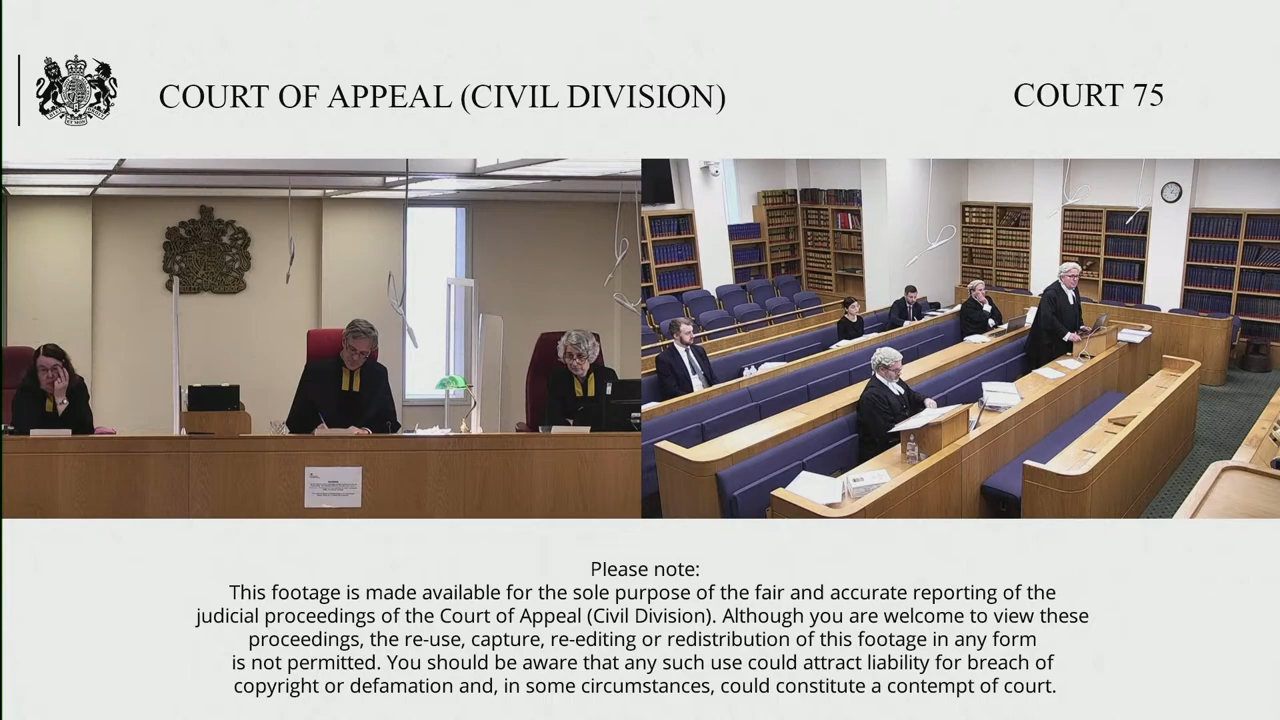 COURT OF APPEAL (CIVIL DIVISION)
COURT 75
Please note:
This footage is made available for the sole purpose of the fair and accurate reporting of the
judicial proceedings of the Court of Appeal (Civil Division). Although you are welcome to view these
proceedings, the re-use, capture, re-editing or redistribution of this footage in any form
is not permitted. You should be aware that any such use could attract liability for breach of
copyright or defamation and, in some circumstances, could constitute a contempt of court.